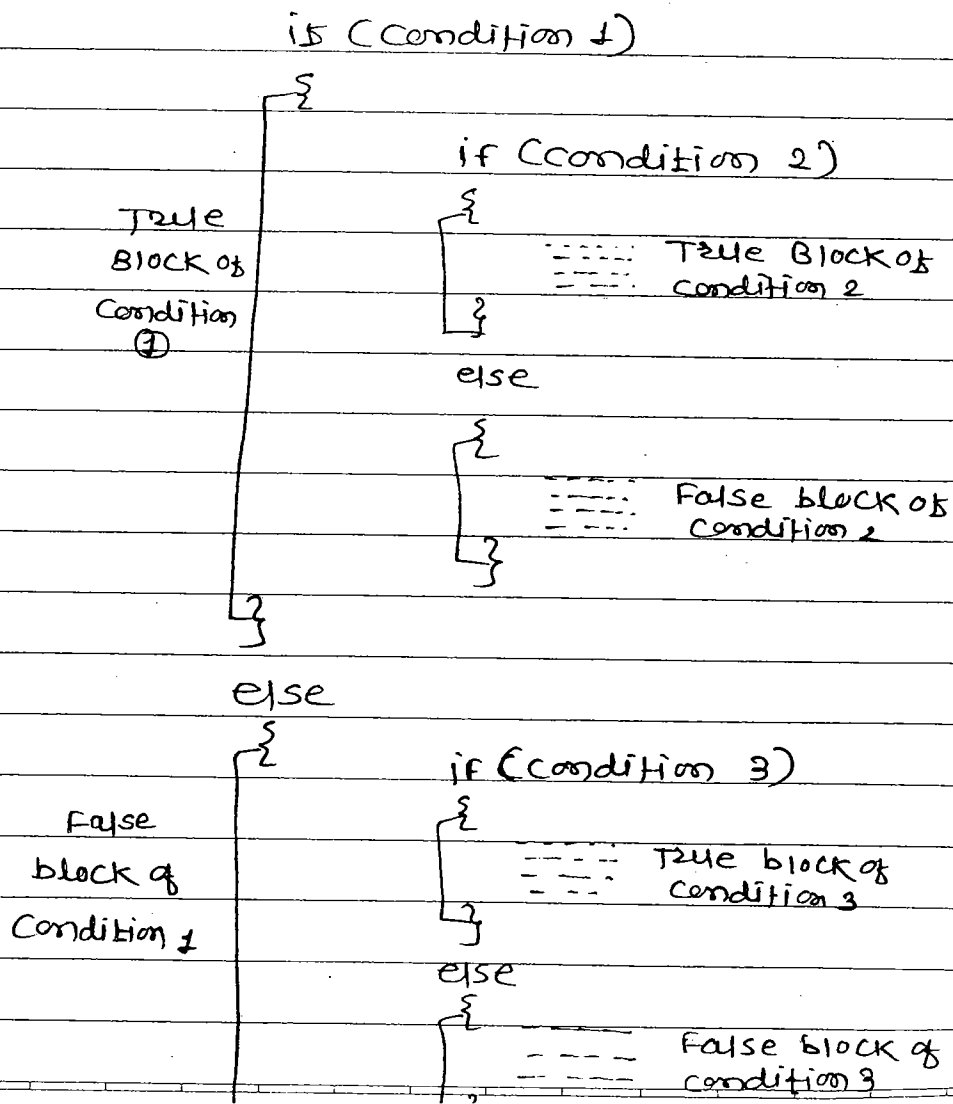 if (condition 1)
{
if (condition 2)
{
True
Block of
Condition
①
True Block of
condition 2
}
else
{
False block of
Condition 2
}
}
else
{
if (condition 3)
{
False
block of
Condition 1
True block of
Condition 3
}
else
{
False block of
condition 3